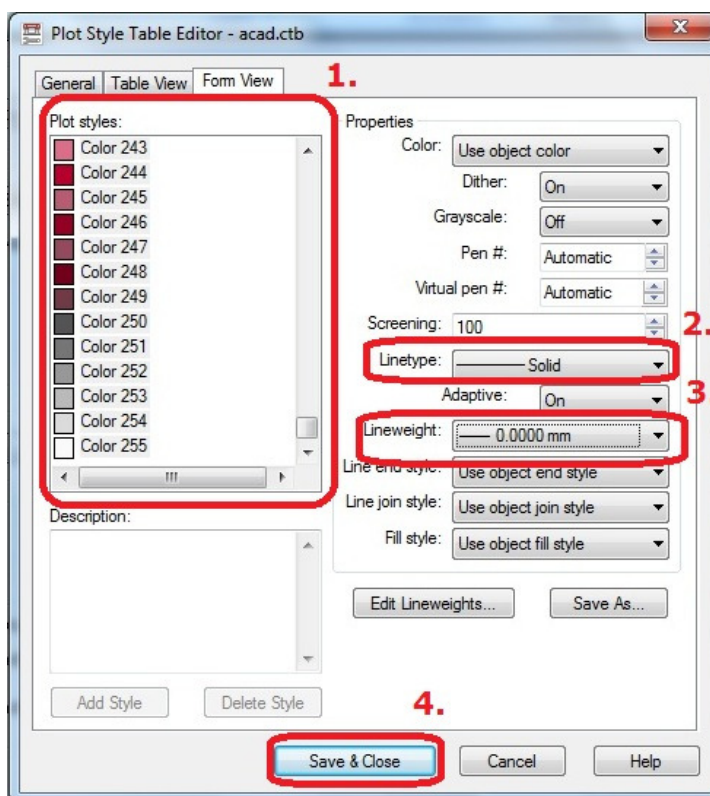 Plot Style Table Editor - acad.ctb
General
Table View
Form View
1.
Plot styles:
Color 243
Color 244
Color 245
Color 246
Color 247
Color 248
Color 249
Color 250
Color 251
Color 252
Color 253
Color 254
Color 255
Description:
Add Style
Delete Style
Properties
Color: Use object color
Dither: On
Grayscale: Off
Pen #: Automatic
Virtual pen #: Automatic
Screening: 100
2.
Linetype: Solid
3
Adaptive: On
Lineweight: 0.0000 mm
Line end style: Use object end style
Line join style: Use object join style
Fill style: Use object fill style
Edit Lineweights...
Save As...
4.
Save & Close
Cancel
Help